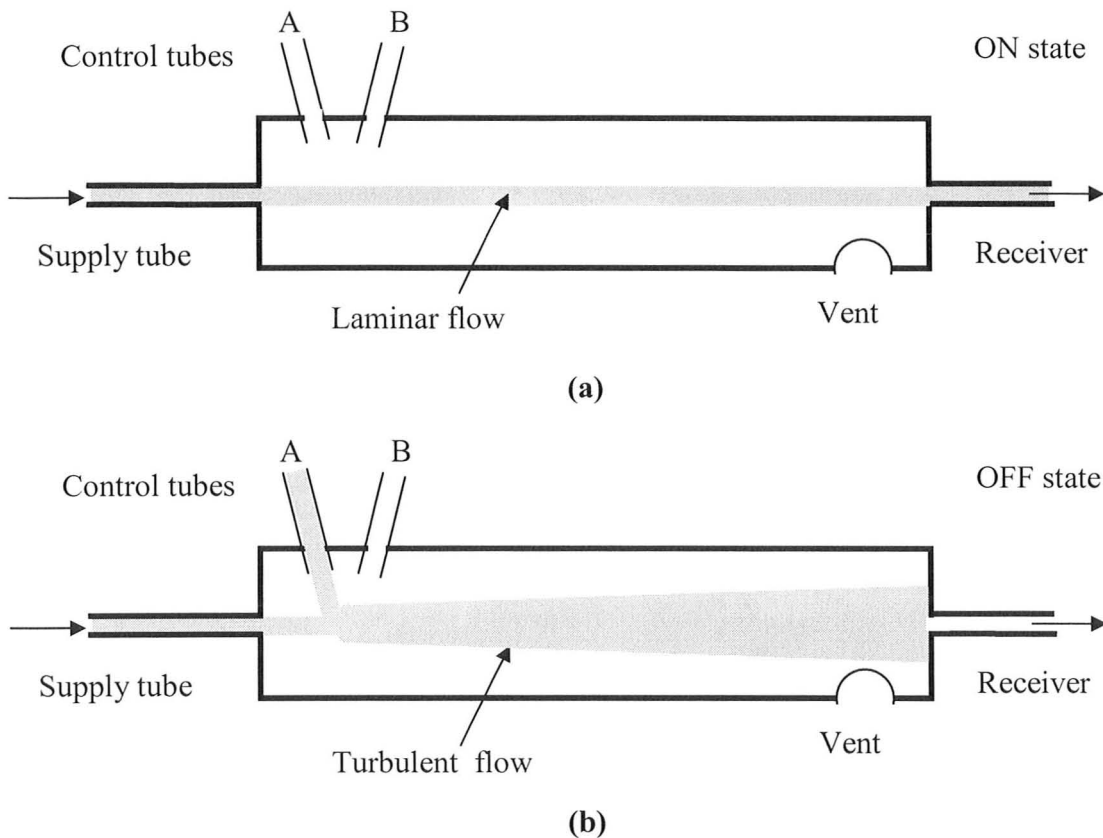 A B
Control tubes
ON state
Supply tube
Receiver
Laminar flow
Vent
(a)
A B
Control tubes
OFF state
Supply tube
Receiver
Turbulent flow
Vent
(b)